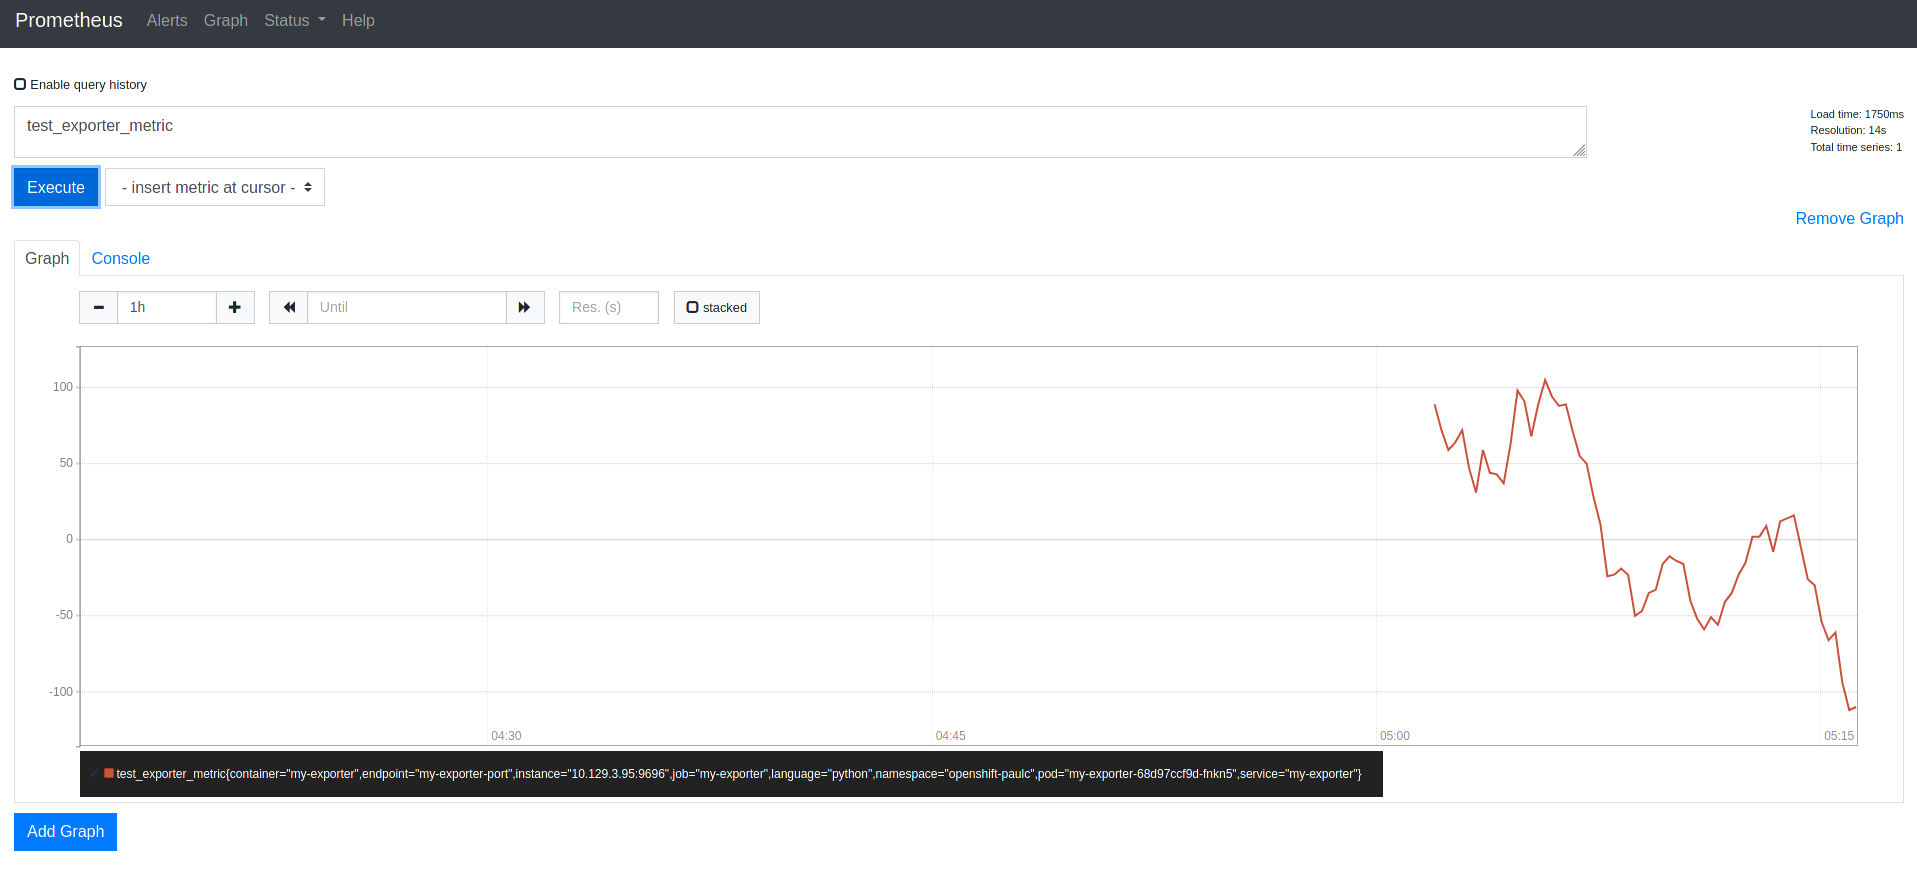 Prometheus Alerts Graph Status Help
Enable query history
test_exporter_metric
Load time: 1750ms
Resolution: 14s
Total time series: 1
Execute - insert metric at cursor -
Remove Graph
Graph Console
1h Until Res. (s) stacked
100
50
0
-50
-100
04:30 04:45 05:00 05:15
test_exporter_metric{container="my-exporter",endpoint="my-exporter-port",instance="10.129.3.95:9696",job="my-exporter",language="python",namespace="openshift-paulc",pod="my-exporter-68d97ccf9d-fnkn5",service="my-exporter"}
Add Graph